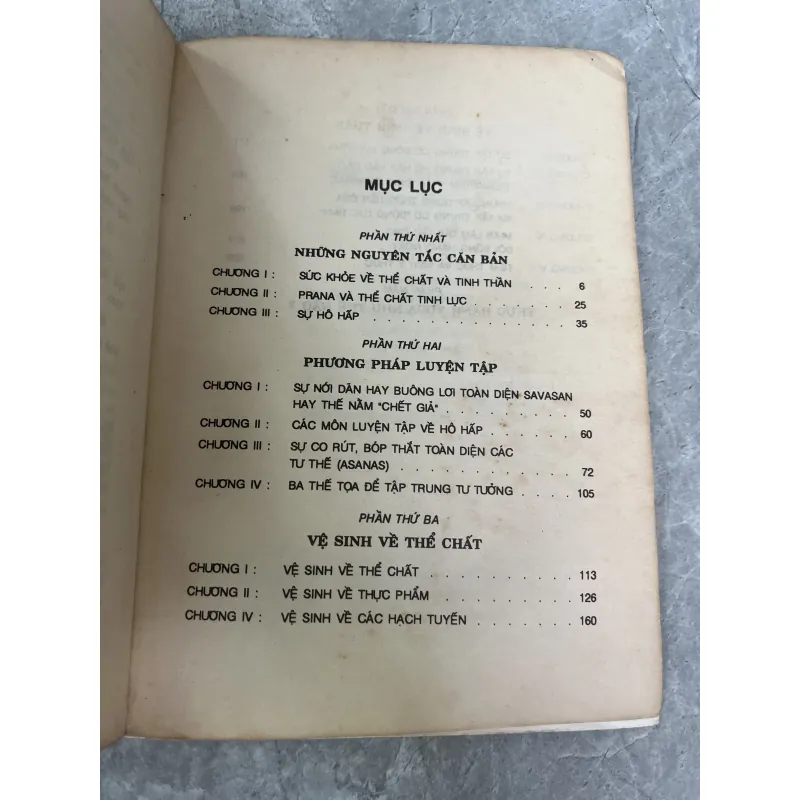 MỤC LỤC
PHẦN THỨ NHẤT
NHỮNG NGUYÊN TẮC CĂN BẢN
CHƯƠNG I : SỨC KHỎE VỀ THỂ CHẤT VÀ TINH THẦN . . . . 6
CHƯƠNG II : PRANA VÀ THỂ CHẤT TINH LỰC . . . . . . . 25
CHƯƠNG III : SỰ HÔ HẤP . . . . . . . . . . . . . . 35
PHẦN THỨ HAI
PHƯƠNG PHÁP LUYỆN TẬP
CHƯƠNG I : SỰ NỚI DÃN HAY BUÔNG LƠI TOÀN DIỆN SAVASAN
HAY THẾ NẰM "CHẾT GIẢ" . . . . . . . . . 50
CHƯƠNG II : CÁC MÔN LUYỆN TẬP VỀ HÔ HẤP . . . . . . 60
CHƯƠNG III : SỰ CO RÚT, BÓP THẮT TOÀN DIỆN CÁC
TƯ THẾ (ASANAS) . . . . . . . . . . . . 72
CHƯƠNG IV : BA THẾ TỌA ĐỂ TẬP TRUNG TƯ TƯỞNG . . . . 105
PHẦN THỨ BA
VỆ SINH VỀ THỂ CHẤT
CHƯƠNG I : VỆ SINH VỀ THỂ CHẤT . . . . . . . . . . 113
CHƯƠNG II : VỆ SINH VỀ THỰC PHẨM . . . . . . . . . 126
CHƯƠNG IV : VỆ SINH VỀ CÁC HẠCH TUYẾN . . . . . . . 160